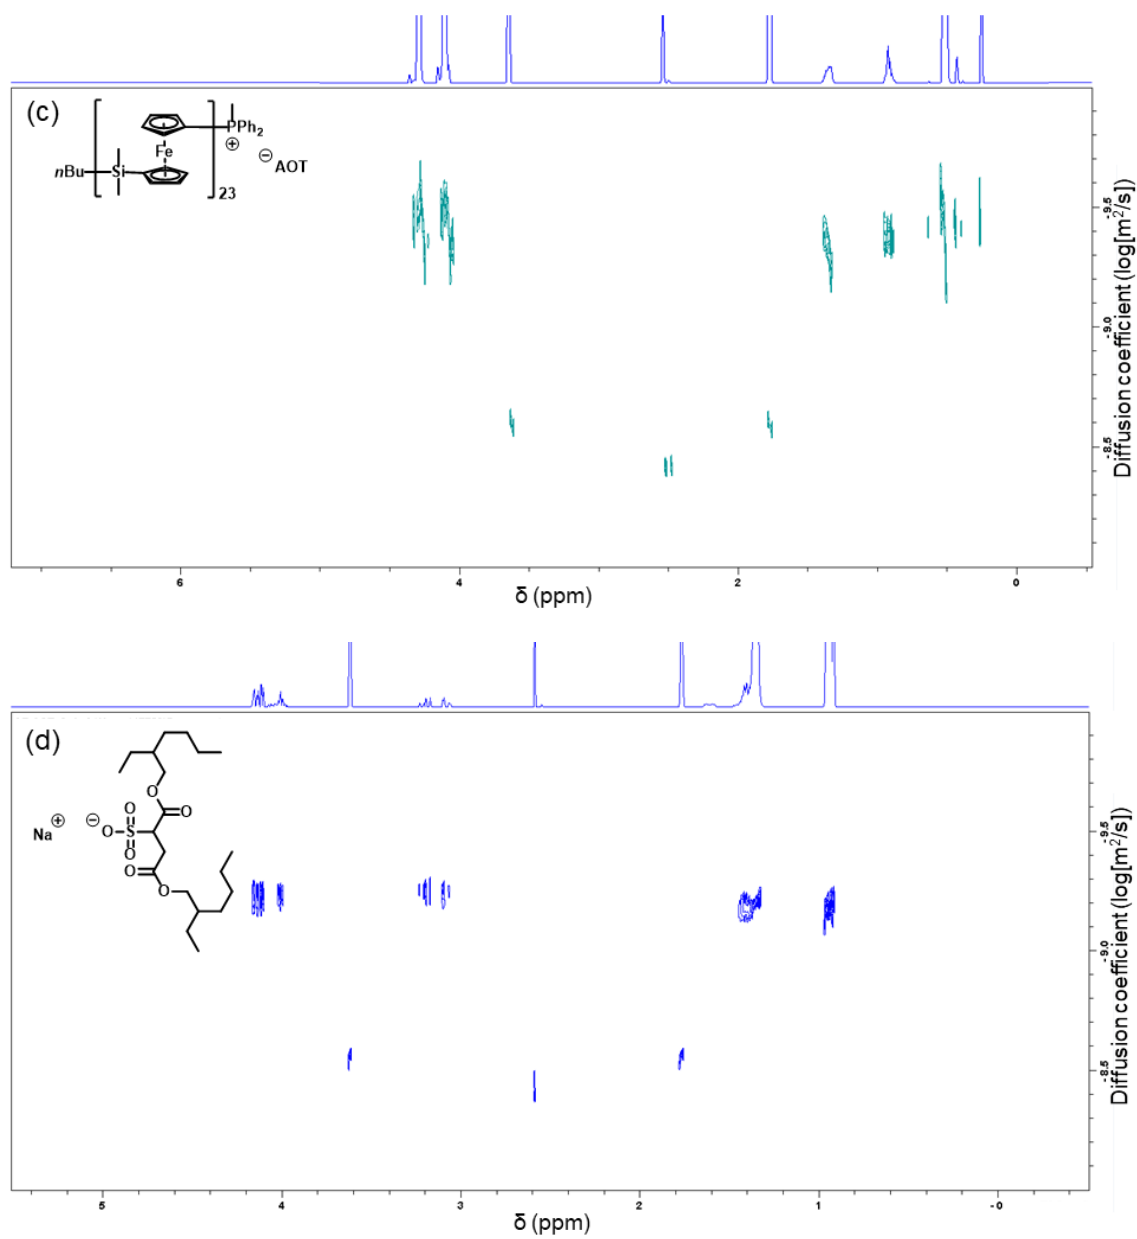 (c)
Fe
PPh2
⊕
⊖
AOT
nBu
Si
23
-9.5
-9.0
-8.5
Diffusion coefficient (log[m²/s])
6
4
2
0
δ (ppm)
(d)
O
O
O
Na⊕
⊖
O
S
O
O
O
-9.5
-9.0
-8.5
Diffusion coefficient (log[m²/s])
5
4
3
2
1
-0
δ (ppm)